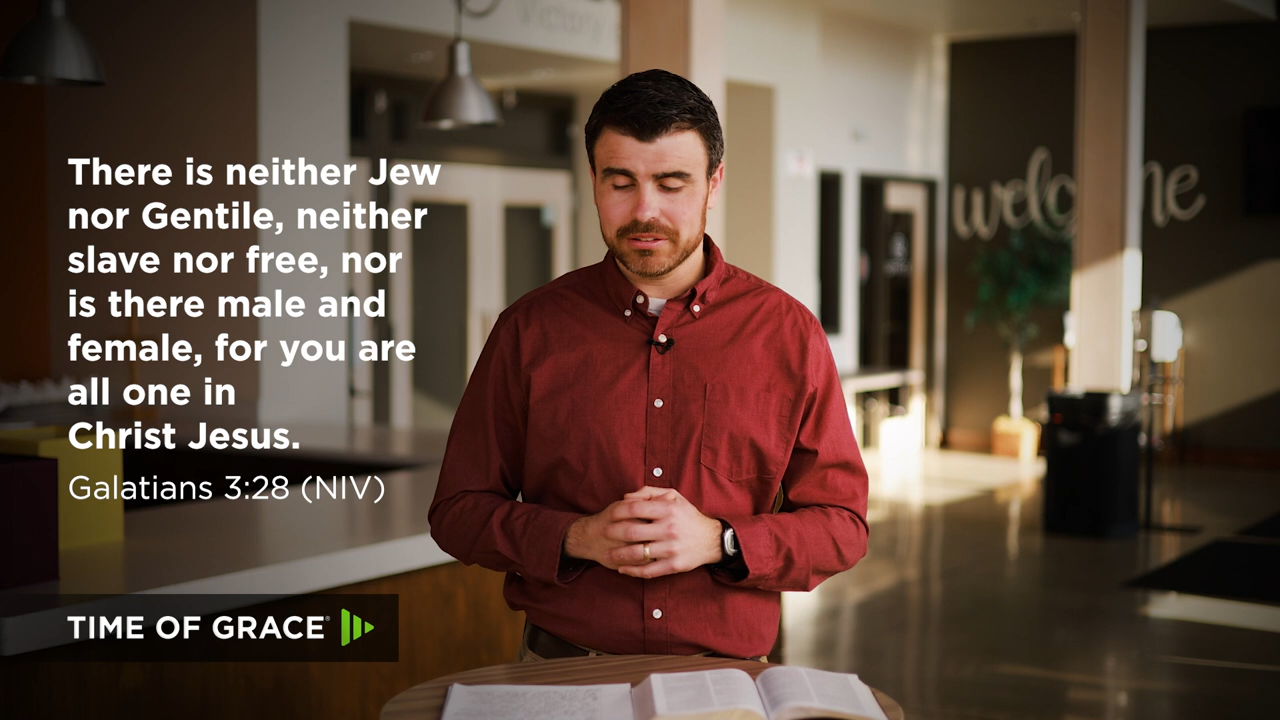 There is neither Jew
nor Gentile, neither
slave nor free, nor
is there male and
female, for you are
all one in
Christ Jesus.
Galatians 3:28 (NIV)
TIME OF GRACE®
Victory